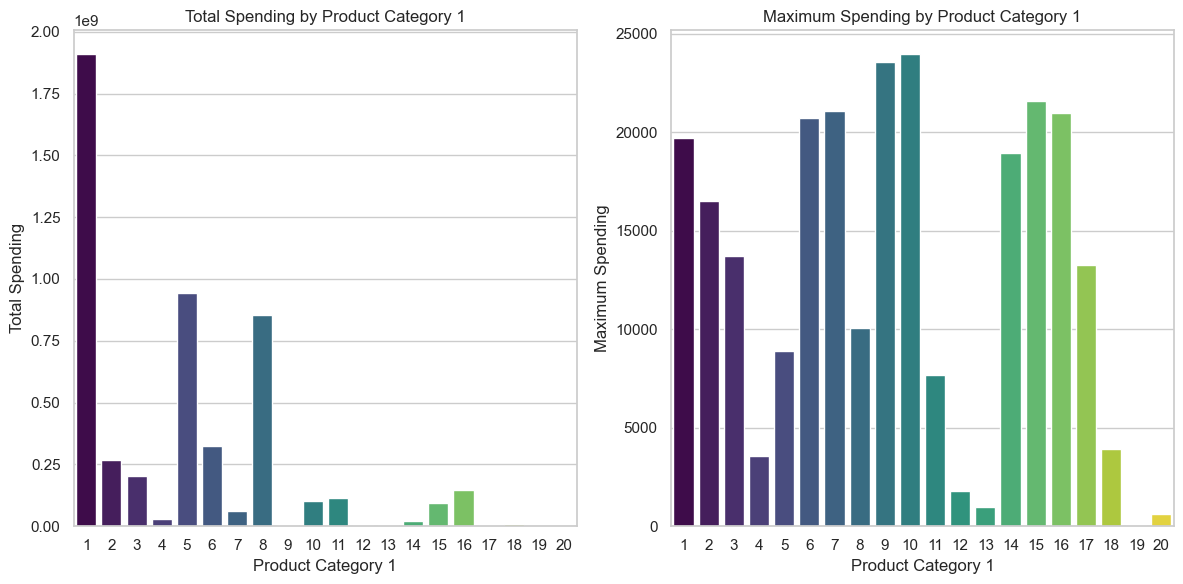 Total Spending by Product Category 1
1e9
2.00
1.75
1.50
1.25
1.00
0.75
0.50
0.25
0.00
Total Spending
1 2 3 4 5 6 7 8 9 10 11 12 13 14 15 16 17 18 19 20
Product Category 1
Maximum Spending by Product Category 1
25000
20000
15000
10000
5000
0
Maximum Spending
1 2 3 4 5 6 7 8 9 10 11 12 13 14 15 16 17 18 19 20
Product Category 1